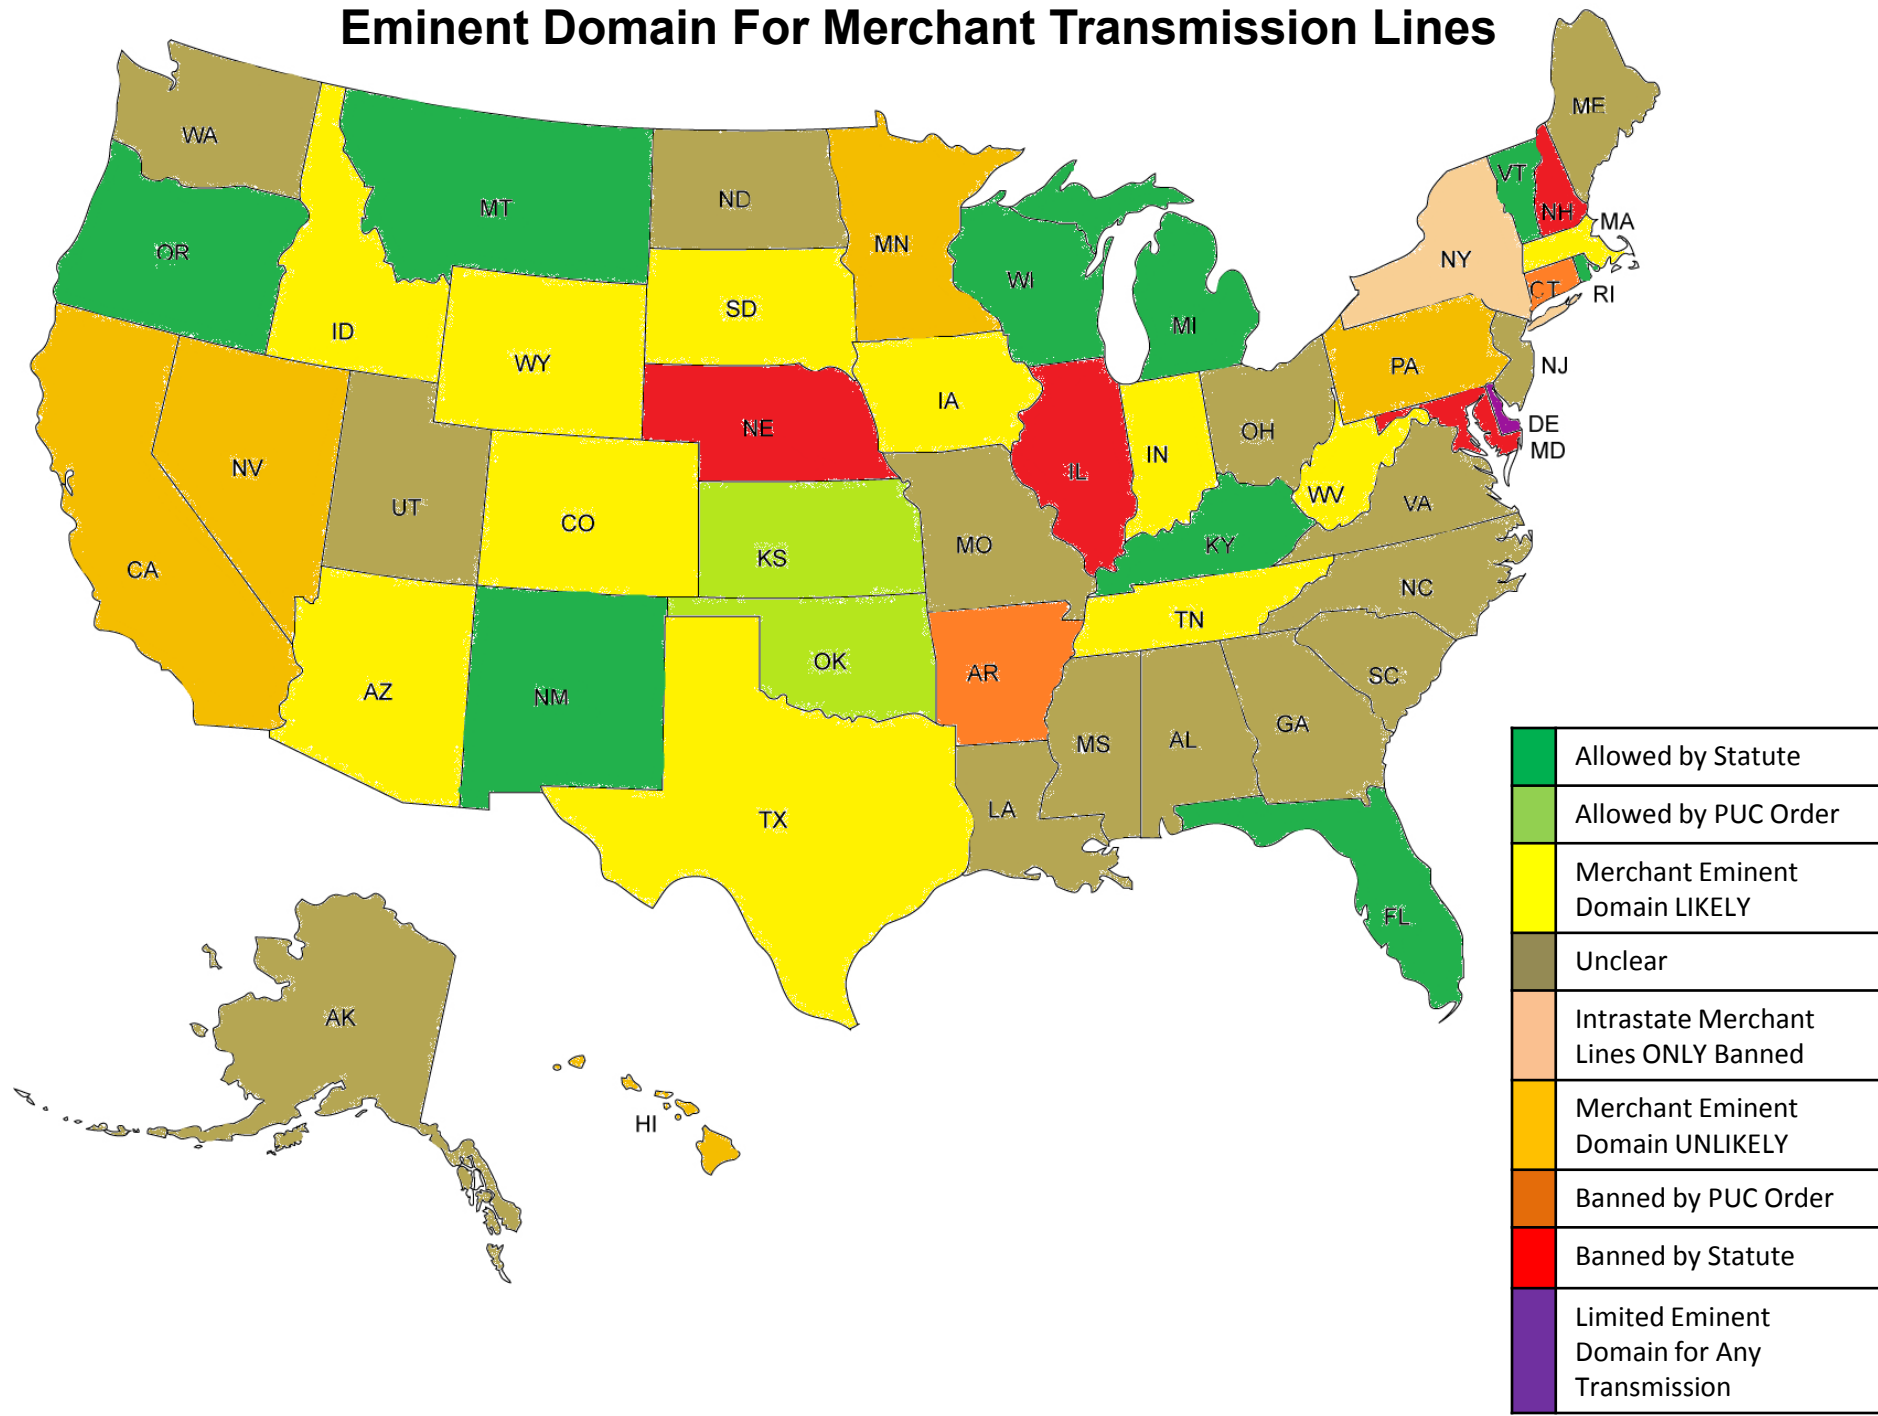 Eminent Domain For Merchant Transmission Lines
ME
WA
VT
NH
MT
ND
MA
OR
MN
NY
WI
CT
RI
SD
MI
ID
WY
PA
NJ
IA
NE
OH
DE
MD
IN
NV
IL
WV
VA
UT
CO
KY
MO
KS
CA
NC
TN
OK
AR
SC
AZ
NM
GA
MS
AL
LA
TX
FL
AK
HI
Allowed by Statute
Allowed by PUC Order
Merchant Eminent
Domain LIKELY
Unclear
Intrastate Merchant
Lines ONLY Banned
Merchant Eminent
Domain UNLIKELY
Banned by PUC Order
Banned by Statute
Limited Eminent
Domain for Any
Transmission